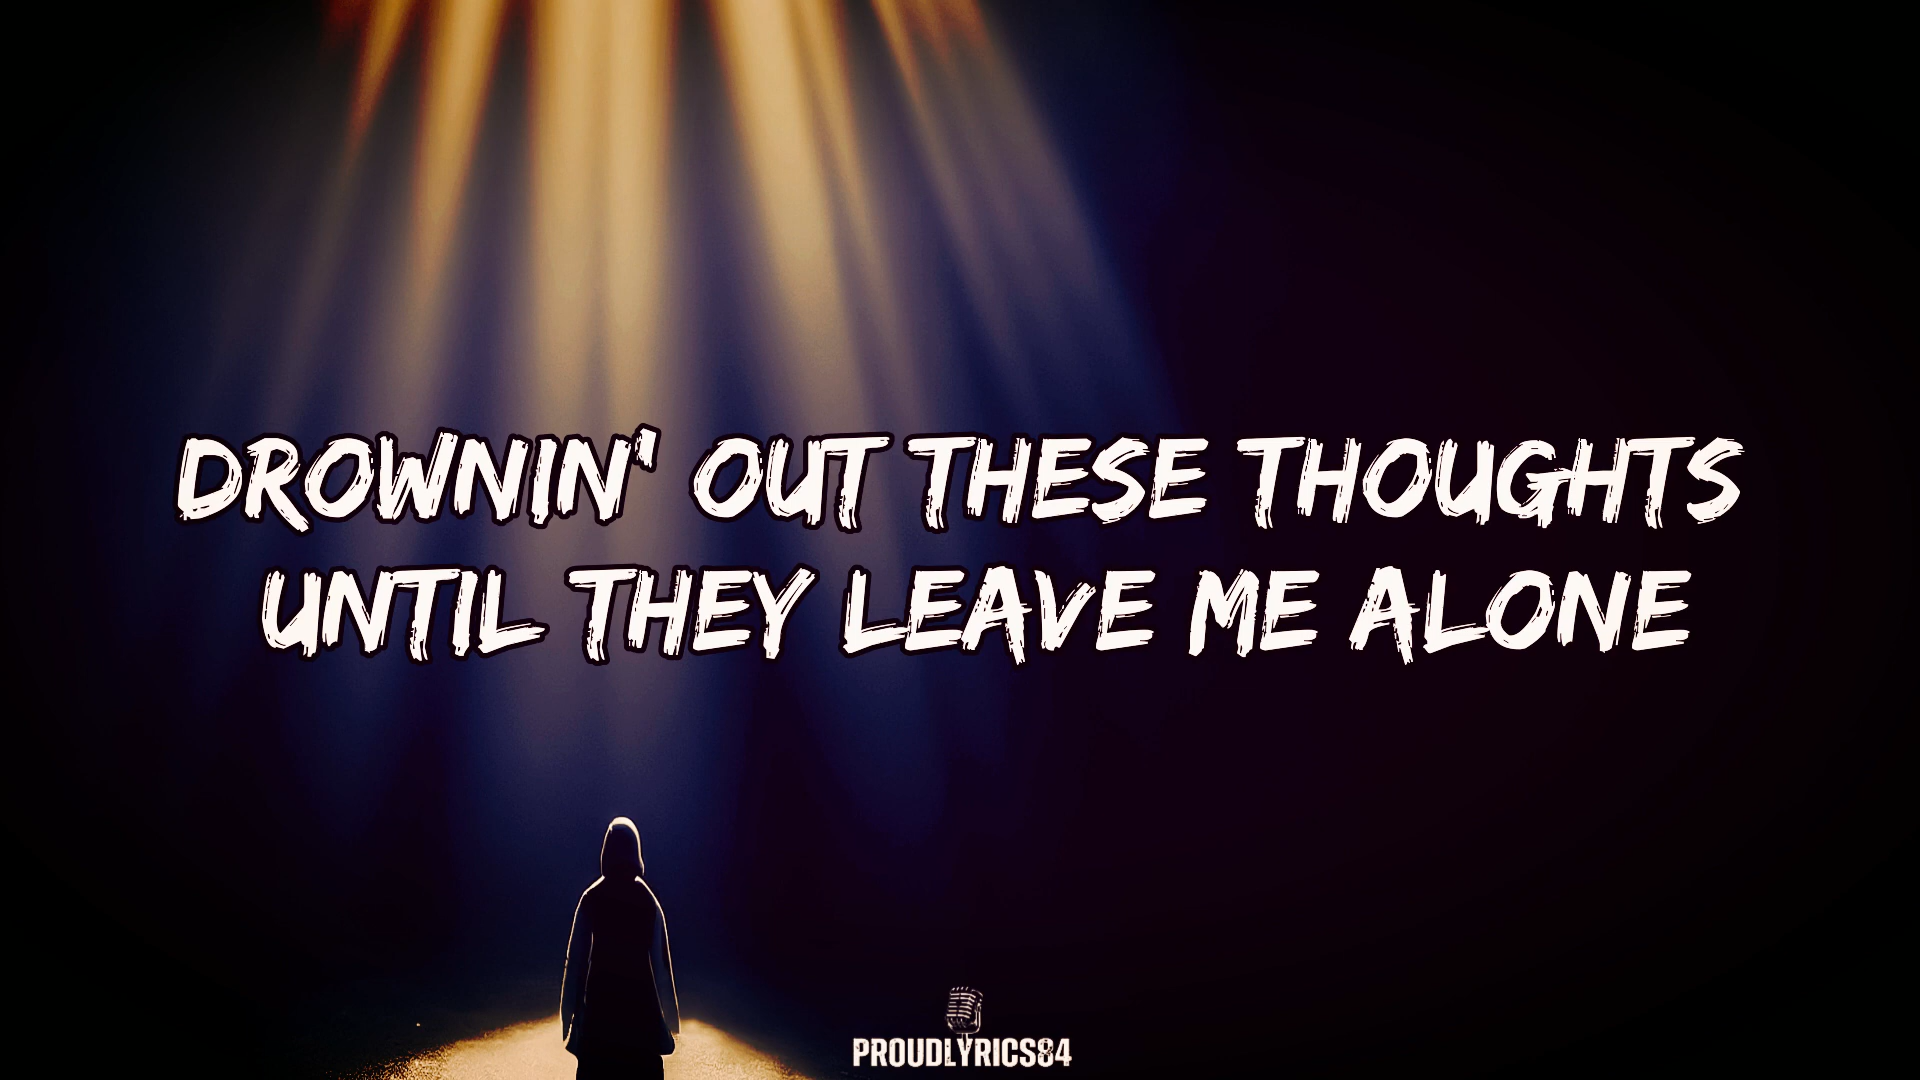 DROWNIN' OUT THESE THOUGHTS
UNTIL THEY LEAVE ME ALONE
PROUDLYRICS84